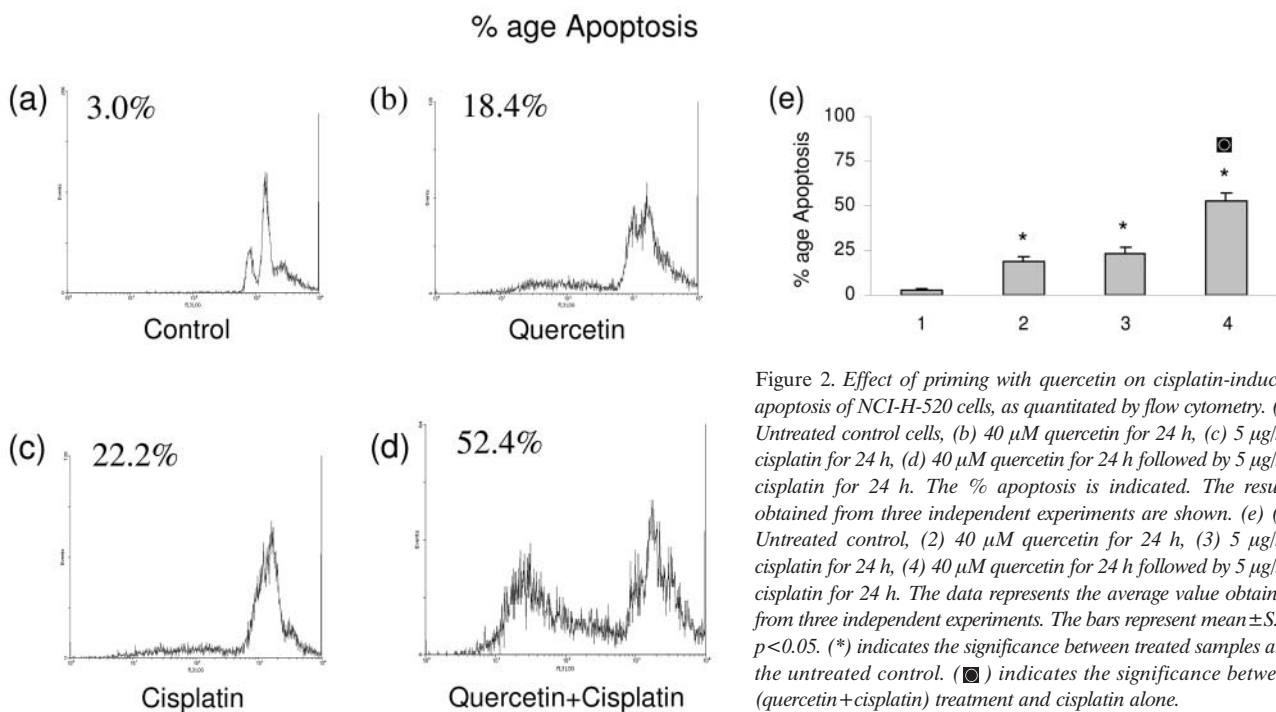 % age Apoptosis
(a)
3.0%
Events
FL3LOG
Control
(b)
18.4%
Events
FL3LOG
Quercetin
(c)
22.2%
Events
Cisplatin
(d)
52.4%
Events
Quercetin+Cisplatin
(e)
% age Apoptosis
100
75
50
25
0
*
*
*
1 2 3 4
Figure 2. Effect of priming with quercetin on cisplatin-induc
apoptosis of NCI-H-520 cells, as quantitated by flow cytometry. (
Untreated control cells, (b) 40 μM quercetin for 24 h, (c) 5 μg/
cisplatin for 24 h, (d) 40 μM quercetin for 24 h followed by 5 μg/
cisplatin for 24 h. The % apoptosis is indicated. The resu
obtained from three independent experiments are shown. (e) (
Untreated control, (2) 40 μM quercetin for 24 h, (3) 5 μg/
cisplatin for 24 h, (4) 40 μM quercetin for 24 h followed by 5 μg/
cisplatin for 24 h. The data represents the average value obtain
from three independent experiments. The bars represent mean±S.
p<0.05. (*) indicates the significance between treated samples a
the untreated control. (◙) indicates the significance betwe
(quercetin+cisplatin) treatment and cisplatin alone.